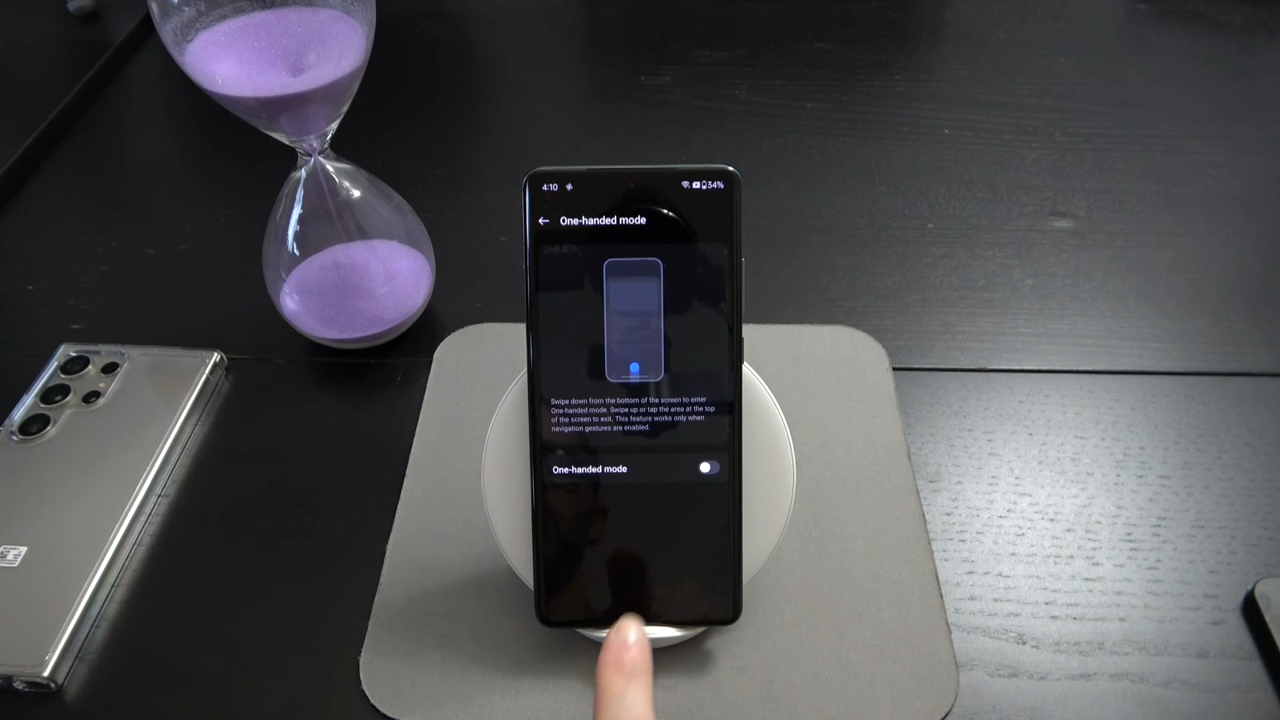 4:10
34%
One-handed mode
Swipe down from the bottom of the screen to enter
One-handed mode. Swipe up or tap the area at the top
of the screen to exit. This feature works only when
navigation gestures are enabled.
One-handed mode